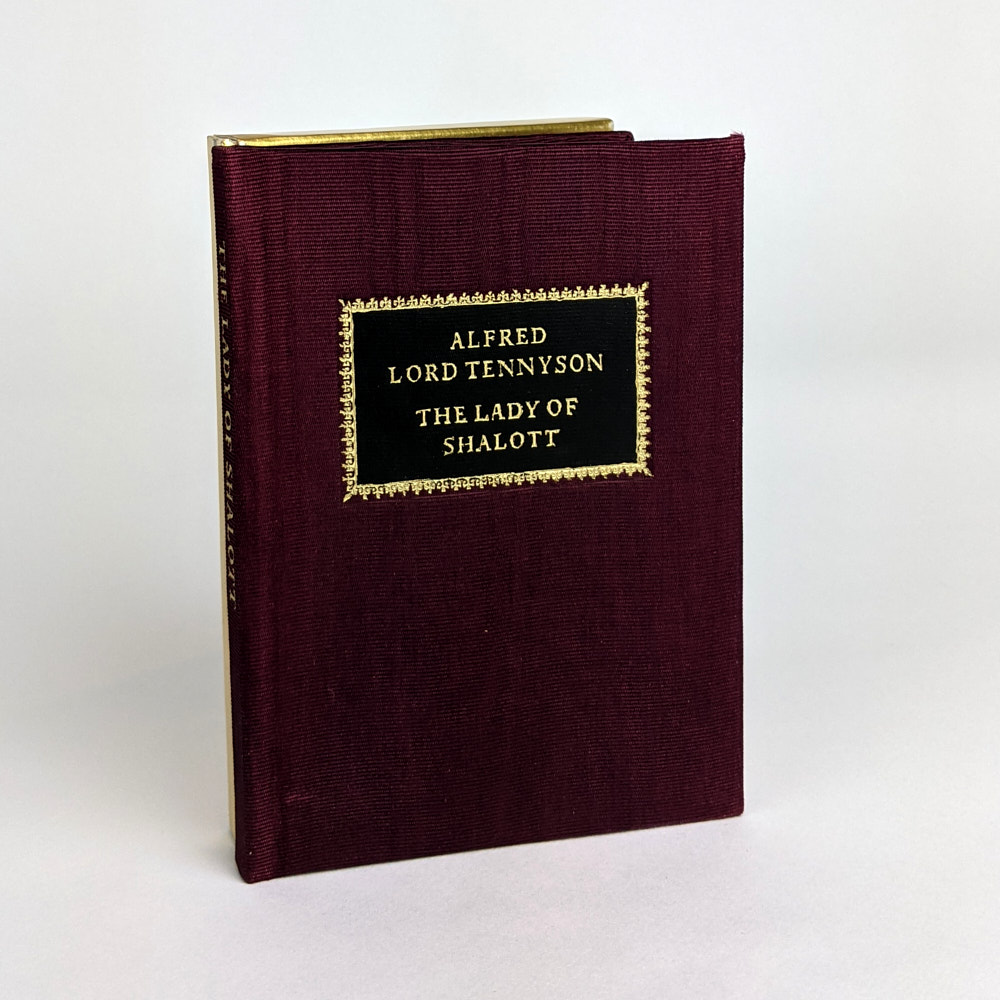 ALFRED
LORD TENNYSON
THE LADY OF
SHALOTT
THE LADY OF SHALOTT